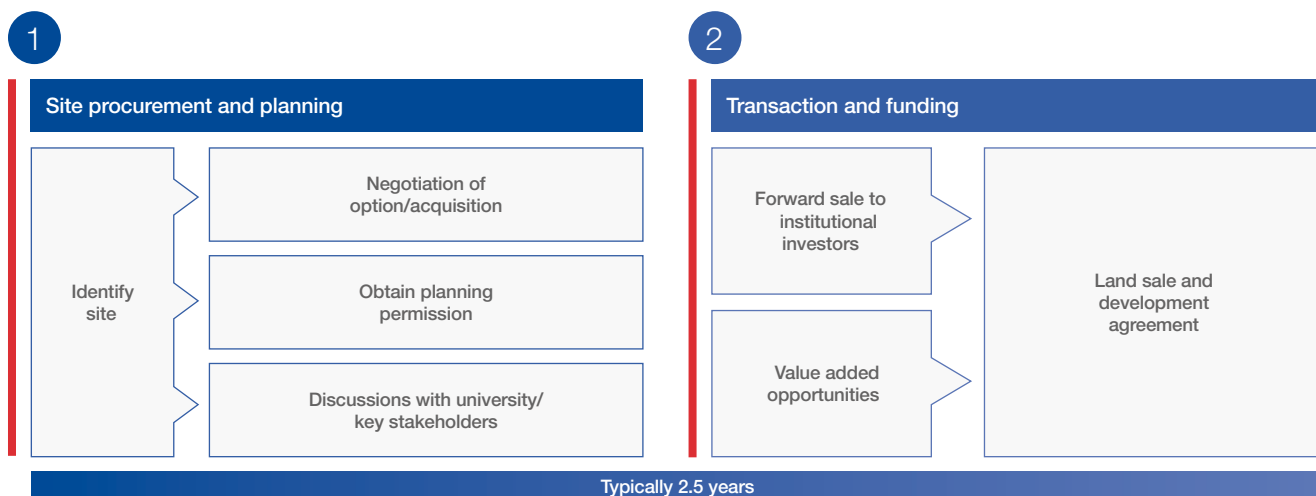 1
Site procurement and planning
Identify
site
Negotiation of
option/acquisition
Obtain planning
permission
Discussions with university/
key stakeholders
2
Transaction and funding
Forward sale to
institutional
investors
Value added
opportunities
Land sale and
development
agreement
Typically 2.5 years